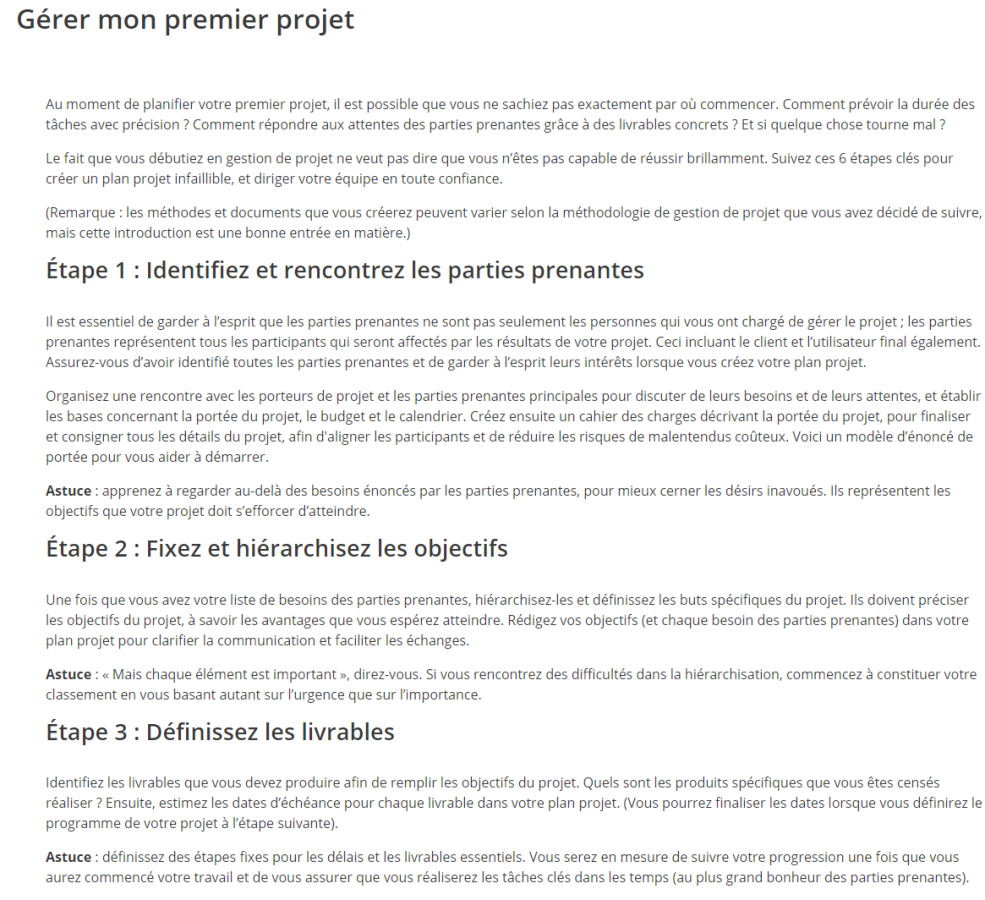 Gérer mon premier projet
Au moment de planifier votre premier projet, il est possible que vous ne sachiez pas exactement par où commencer. Comment prévoir la durée des
tâches avec précision ? Comment répondre aux attentes des parties prenantes grâce à des livrables concrets ? Et si quelque chose tourne mal ?
Le fait que vous débutiez en gestion de projet ne veut pas dire que vous n’êtes pas capable de réussir brillamment. Suivez ces 6 étapes clés pour
créer un plan projet infaillible, et diriger votre équipe en toute confiance.
(Remarque : les méthodes et documents que vous créerez peuvent varier selon la méthodologie de gestion de projet que vous avez décidé de suivre,
mais cette introduction est une bonne entrée en matière.)
Étape 1 : Identifiez et rencontrez les parties prenantes
Il est essentiel de garder à l’esprit que les parties prenantes ne sont pas seulement les personnes qui vous ont chargé de gérer le projet ; les parties
prenantes représentent tous les participants qui seront affectés par les résultats de votre projet. Ceci incluant le client et l’utilisateur final également.
Assurez-vous d’avoir identifié toutes les parties prenantes et de garder à l’esprit leurs intérêts lorsque vous créez votre plan projet.
Organisez une rencontre avec les porteurs de projet et les parties prenantes principales pour discuter de leurs besoins et de leurs attentes, et établir
les bases concernant la portée du projet, le budget et le calendrier. Créez ensuite un cahier des charges décrivant la portée du projet, pour finaliser
et consigner tous les détails du projet, afin d'aligner les participants et de réduire les risques de malentendus coûteux. Voici un modèle d’énoncé de
portée pour vous aider à démarrer.
Astuce : apprenez à regarder au-delà des besoins énoncés par les parties prenantes, pour mieux cerner les désirs inavoués. Ils représentent les
objectifs que votre projet doit s’efforcer d’atteindre.
Étape 2 : Fixez et hiérarchisez les objectifs
Une fois que vous avez votre liste de besoins des parties prenantes, hiérarchisez-les et définissez les buts spécifiques du projet. Ils doivent préciser
les objectifs du projet, à savoir les avantages que vous espérez atteindre. Rédigez vos objectifs (et chaque besoin des parties prenantes) dans votre
plan projet pour clarifier la communication et faciliter les échanges.
Astuce : « Mais chaque élément est important », direz-vous. Si vous rencontrez des difficultés dans la hiérarchisation, commencez à constituer votre
classement en vous basant autant sur l’urgence que sur l’importance.
Étape 3 : Définissez les livrables
Identifiez les livrables que vous devez produire afin de remplir les objectifs du projet. Quels sont les produits spécifiques que vous êtes censés
réaliser ? Ensuite, estimez les dates d’échéance pour chaque livrable dans votre plan projet. (Vous pourrez finaliser les dates lorsque vous définirez le
programme de votre projet à l’étape suivante).
Astuce : définissez des étapes fixes pour les délais et les livrables essentiels. Vous serez en mesure de suivre votre progression une fois que vous
aurez commencé votre travail et de vous assurer que vous réaliserez les tâches clés dans les temps (au plus grand bonheur des parties prenantes).